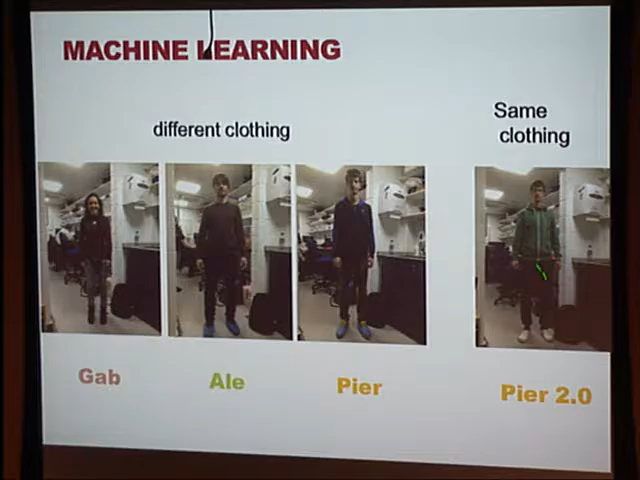 MACHINE LEARNING
different clothing
Same
clothing
Gab
Ale
Pier
Pier 2.0